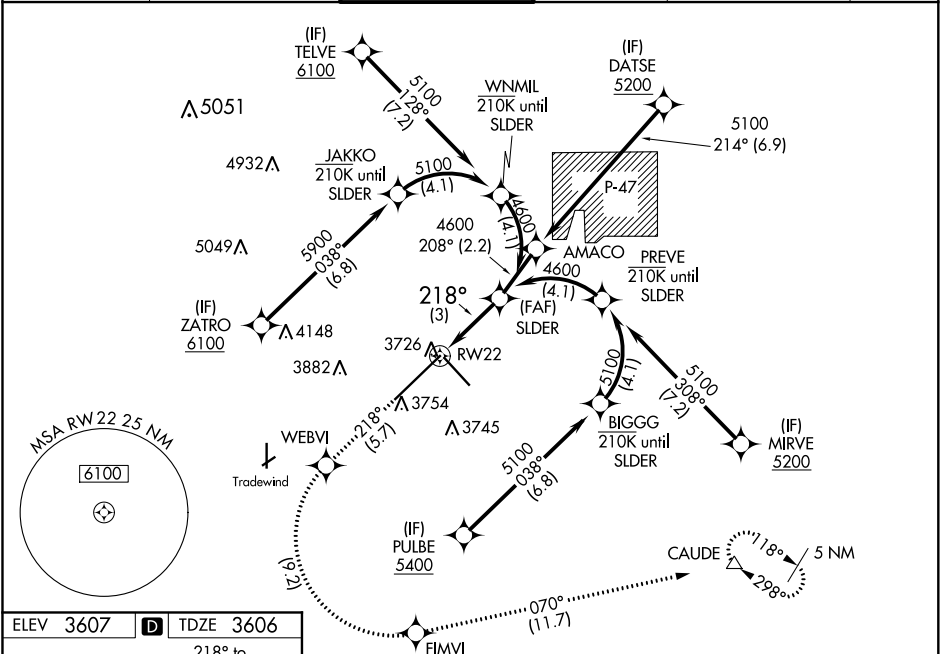 (IF)
TELVE
6100
5100
128°
(7.2)
WNMIL
210K until
SLDER
(IF)
DATSE
5200
5100
214° (6.9)
5051
4932
JAKKO
210K until
SLDER
5100
(4.1)
P-47
4600
(4.1)
4600
208° (2.2)
AMACO
5049
5900
038°
(6.8)
PREVE
210K until
SLDER
4600
(4.1)
218°
(3)
(FAF)
SLDER
(IF)
ZATRO
6100
4148
3726
RW22
3882
5100
(4.1)
5100
308°
(7.2)
3754
3745
BIGGG
210K until
SLDER
(IF)
MIRVE
5200
MSA RW22 25 NM
6100
218°
(5.7)
WEBVI
Tradewind
5100
038°
(6.8)
(IF)
PULBE
5400
CAUDE
118°
298°
5 NM
(9.2)
070°
(11.7)
ELEV 3607
D
TDZE 3606
218° to